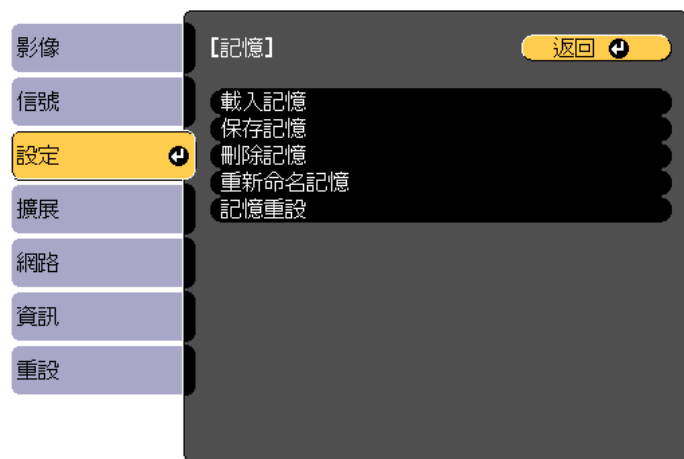 影像
信號
設定
擴展
網路
資訊
重設
[記憶]
返回
載入記憶
保存記憶
刪除記憶
重新命名記憶
記憶重設